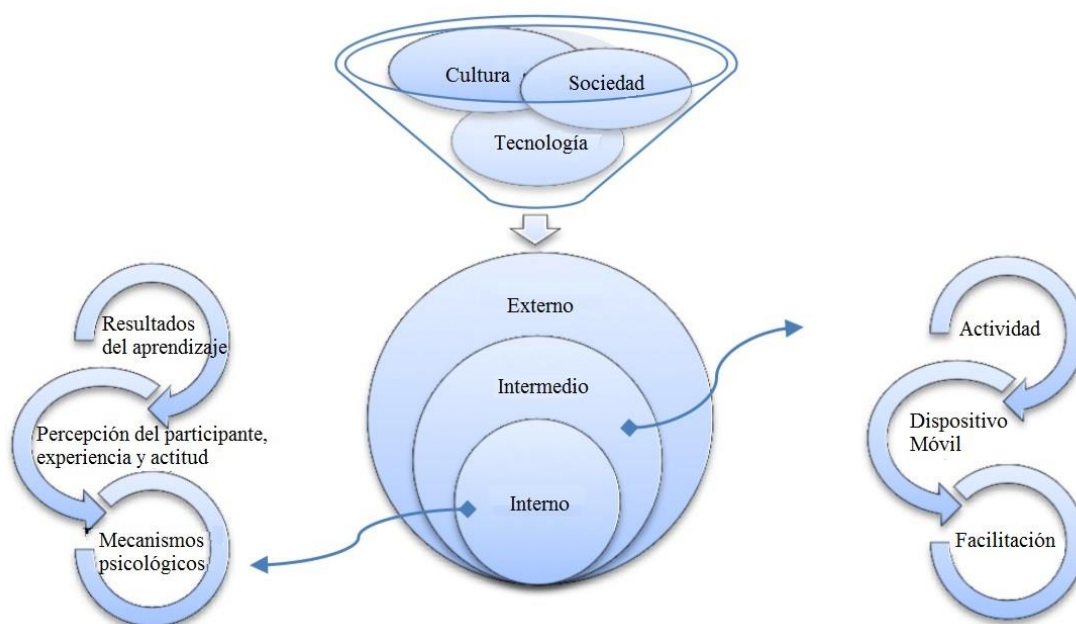 Cultura
Sociedad
Tecnología
Externo
Intermedio
Interno
Resultados
del aprendizaje
Percepción del participante,
experiencia y actitud
Mecanismos
psicológicos
Actividad
Dispositivo
Móvil
Facilitación